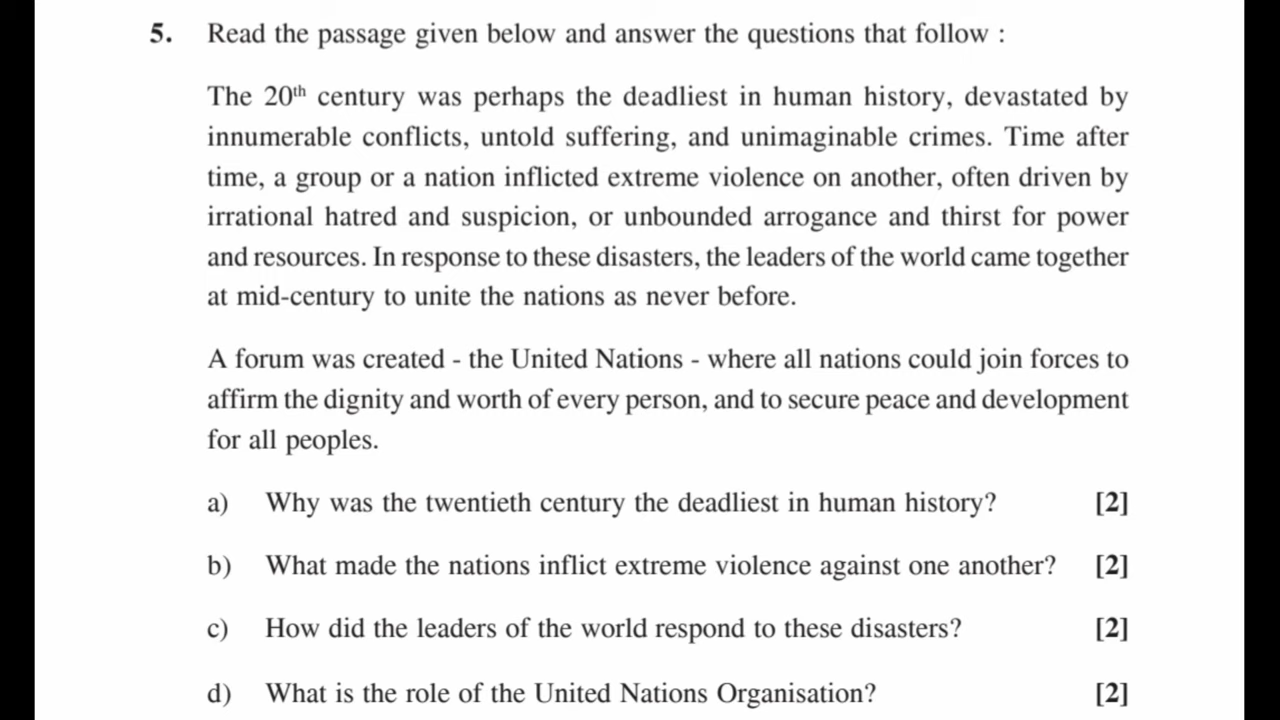 5. Read the passage given below and answer the questions that follow :
The 20th century was perhaps the deadliest in human history, devastated by
innumerable conflicts, untold suffering, and unimaginable crimes. Time after
time, a group or a nation inflicted extreme violence on another, often driven by
irrational hatred and suspicion, or unbounded arrogance and thirst for power
and resources. In response to these disasters, the leaders of the world came together
at mid-century to unite the nations as never before.
A forum was created - the United Nations - where all nations could join forces to
affirm the dignity and worth of every person, and to secure peace and development
for all peoples.
a) Why was the twentieth century the deadliest in human history? [2]
b) What made the nations inflict extreme violence against one another? [2]
c) How did the leaders of the world respond to these disasters? [2]
d) What is the role of the United Nations Organisation? [2]